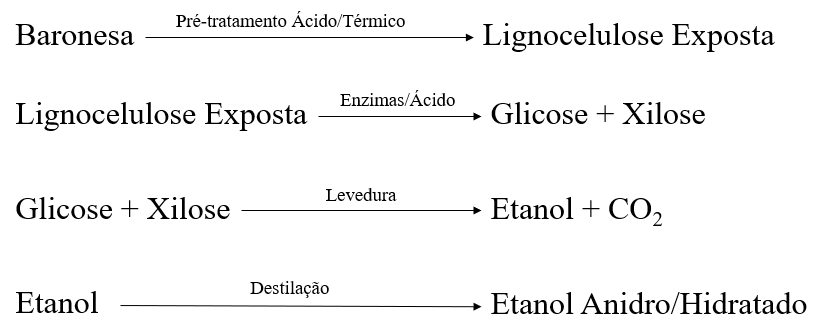 Pré-tratamento Ácido/Térmico
Baronesa Lignocelulose Exposta
Enzimas/Ácido
Lignocelulose Exposta Glicose + Xilose
Levedura
Glicose + Xilose Etanol + CO₂
Destilação
Etanol Etanol Anidro/Hidratado